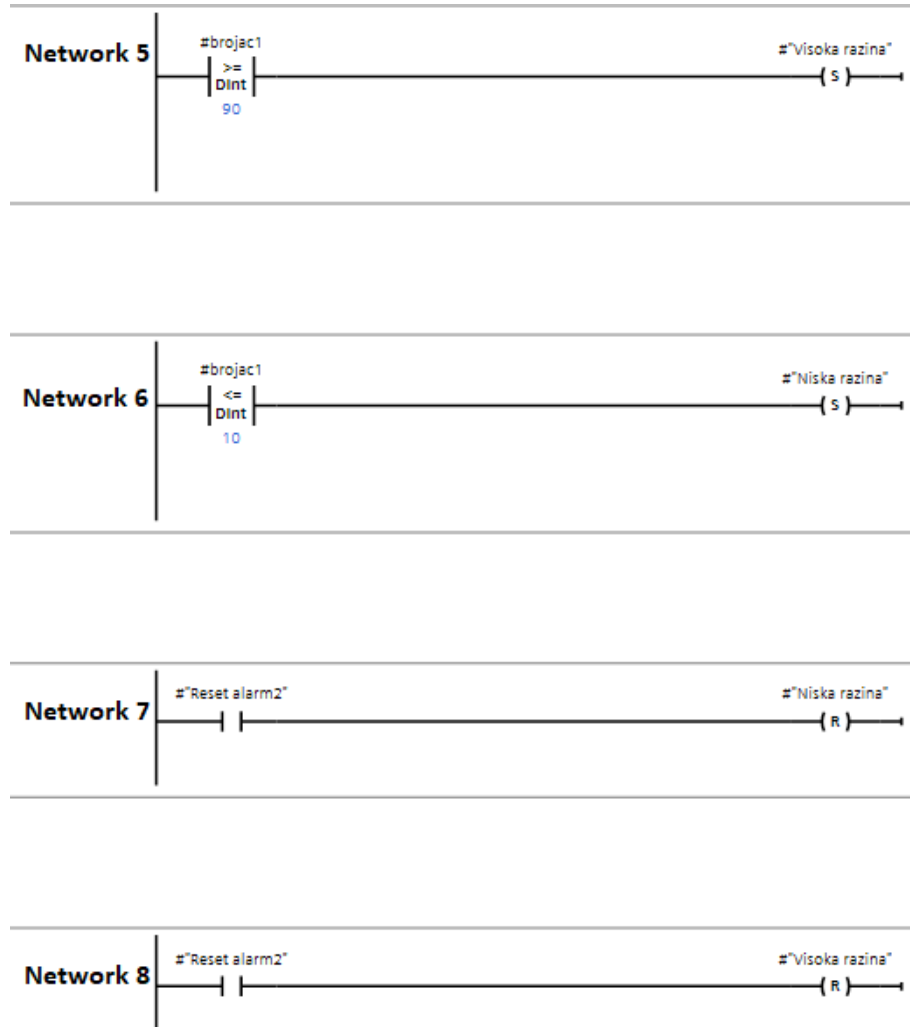 Network 5
#brojac1
>=
DInt
90
#"Visoka razina"
S
Network 6
#brojac1
<=
DInt
10
#"Niska razina"
S
Network 7
#"Reset alarm2"
#"Niska razina"
R
Network 8
#"Reset alarm2"
#"Visoka razina"
R